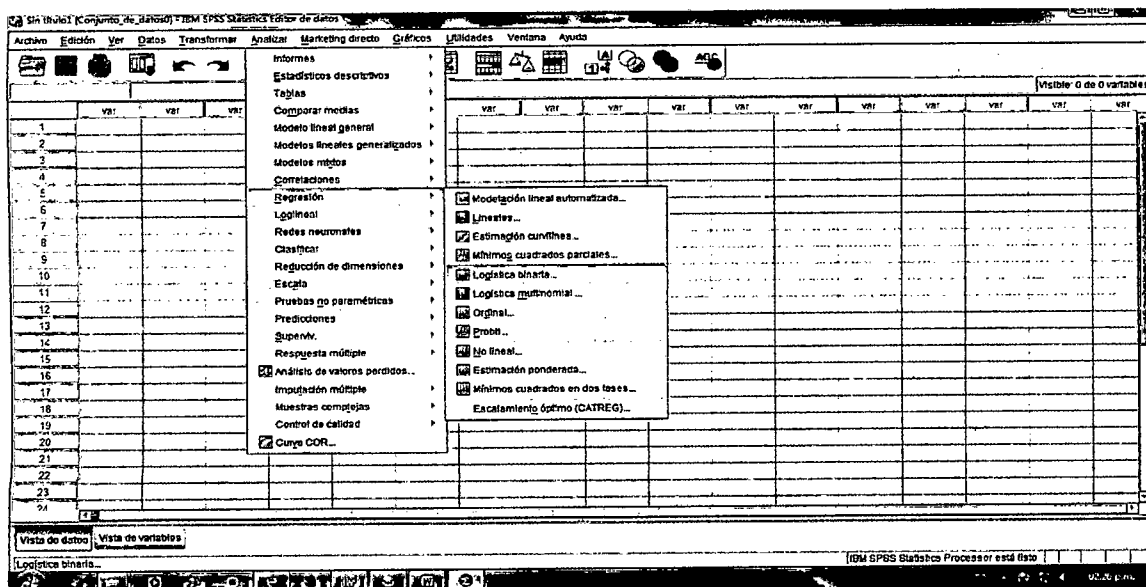 Sin título1 [Conjunto_de_datos0] - IBM SPSS Statistics Editor de datos
Archivo Edición Ver Datos Transformar Analizar Marketing directo Gráficos Utilidades Ventana Ayuda
Visible: 0 de 0 variables
var var var var var var var var var var var var var var
Informes
Estadísticos descriptivos
Tablas
Comparar medias
Modelo lineal general
Modelos lineales generalizados
Modelos mixtos
Correlaciones
Regresión
Loglineal
Redes neuronales
Clasificar
Reducción de dimensiones
Escala
Pruebas no paramétricas
Predicciones
Superviv.
Respuesta múltiple
Análisis de valores perdidos...
Imputación múltiple
Muestras complejas
Control de calidad
Curva COR...
Modelación lineal automatizada...
Lineales...
Estimación curvilínea...
Mínimos cuadrados parciales...
Logística binaria...
Logística multinomial...
Ordinal...
Probit...
No lineal...
Estimación ponderada...
Mínimos cuadrados en dos fases...
Escalamiento óptimo (CATREG)...
1
2
3
4
5
6
7
8
9
10
11
12
13
14
15
16
17
18
19
20
21
22
23
24
Vista de datos Vista de variables
Logística binaria...
IBM SPSS Statistics Processor está listo
02:26 p.m.